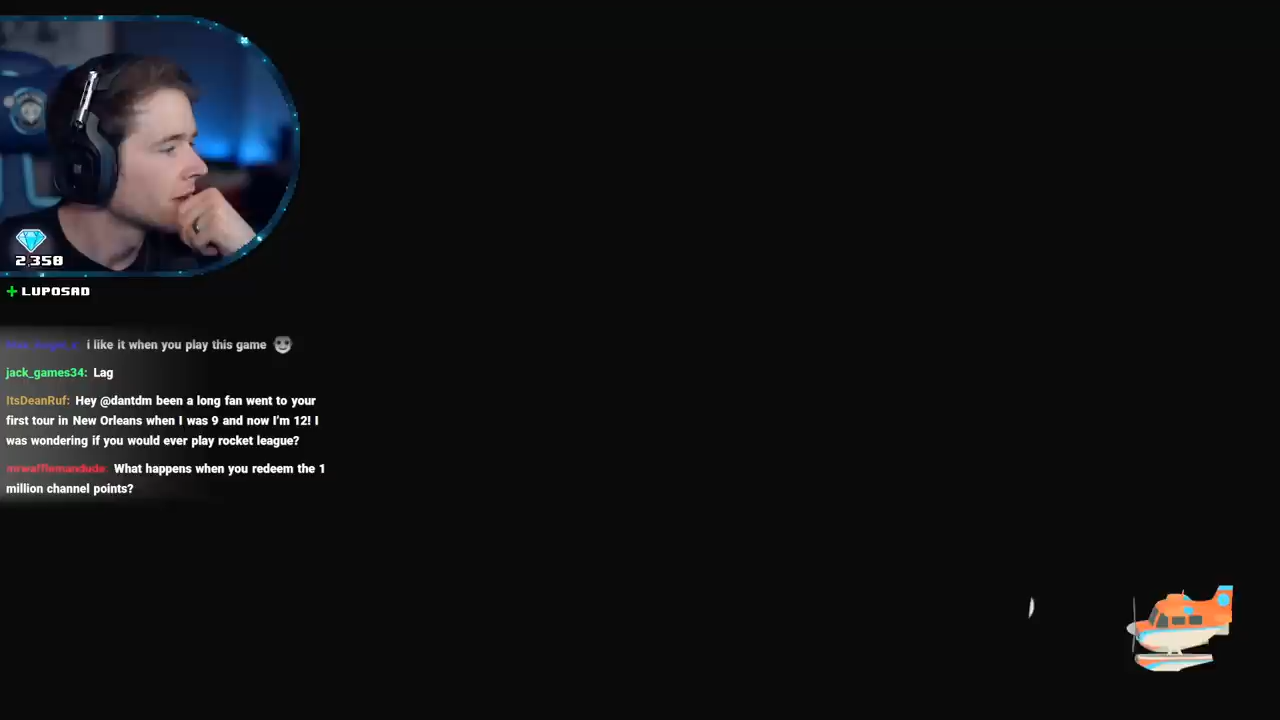 2,358
+ LUPOSAD
i like it when you play this game
jack_games34: Lag
ItsDeanRuf: Hey @dantdm been a long fan went to your
first tour in New Orleans when I was 9 and now I'm 12! I
was wondering if you would ever play rocket league?
mrwafflemandude: What happens when you redeem the 1
million channel points?